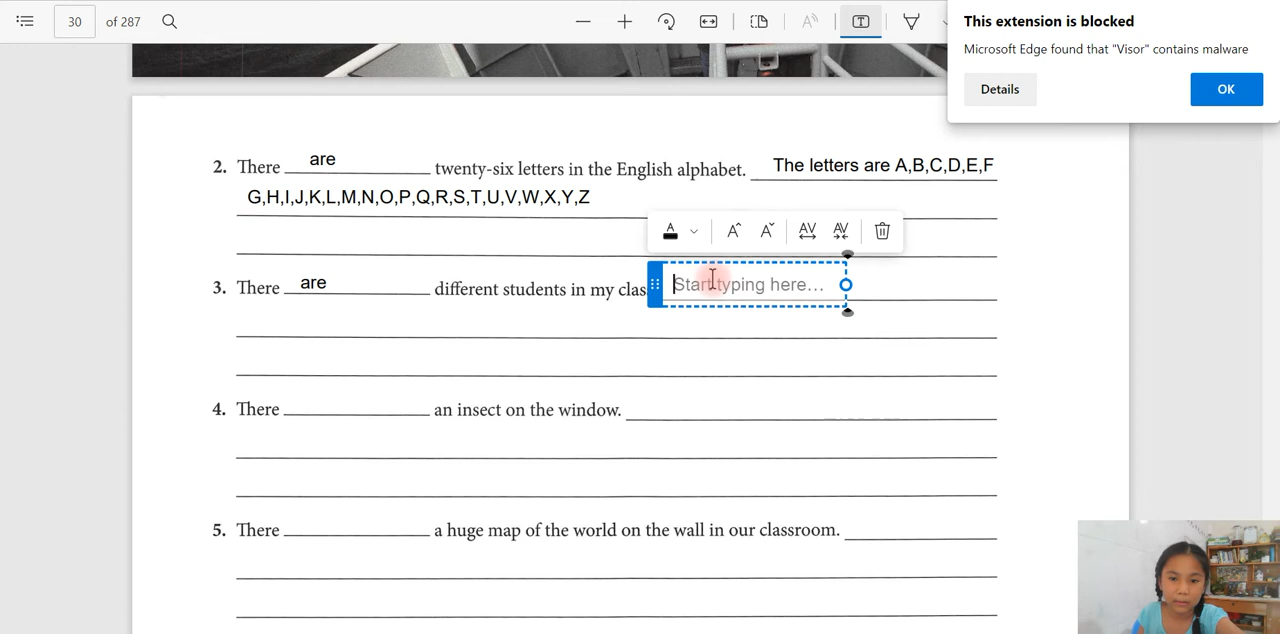 30 of 287
This extension is blocked
Microsoft Edge found that "Visor" contains malware
Details OK
2. There are twenty-six letters in the English alphabet. The letters are A,B,C,D,E,F
G,H,I,J,K,L,M,N,O,P,Q,R,S,T,U,V,W,X,Y,Z
A A A AV AV
3. There are different students in my clas Start typing here...
4. There an insect on the window.
5. There a huge map of the world on the wall in our classroom.